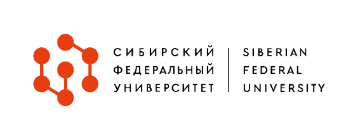 СИБИРСКИЙ
ФЕДЕРАЛЬНЫЙ
УНИВЕРСИТЕТ
SIBERIAN
FEDERAL
UNIVERSITY